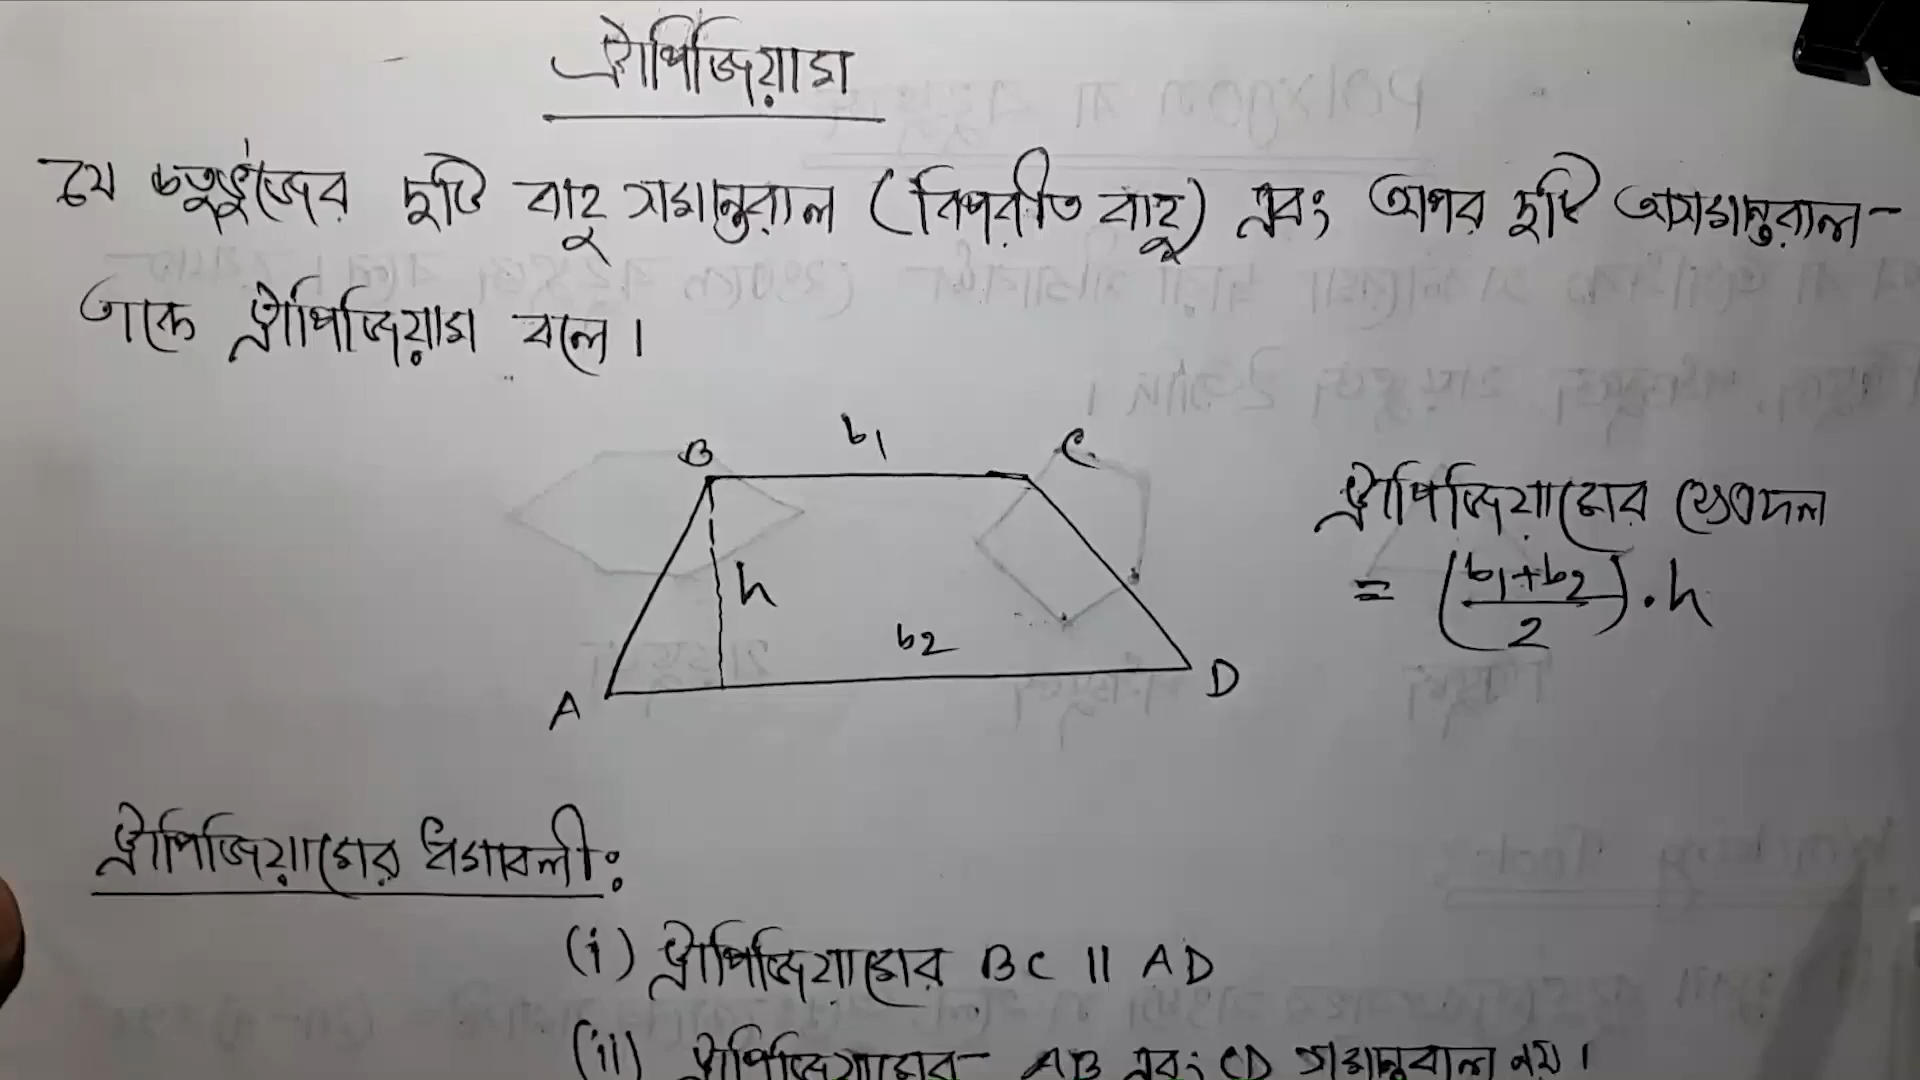 ট্রাপিজিয়াম
যে চতুর্ভুজের দুটি বাহু সমান্তরাল (বিপরীত বাহু) এবং অপর দুটি অসমান্তরাল-
তাকে ট্রাপিজিয়াম বলে।
b1
B C
h
b2
A D
ট্রাপিজিয়ামের ক্ষেত্রফল
= (b1+b2/2).h
ট্রাপিজিয়ামের ধর্মাবলী:
(i) ট্রাপিজিয়ামের BC || AD
(ii) ট্রাপিজিয়ামের- AB এবং CD সমান্তরাল নয়।